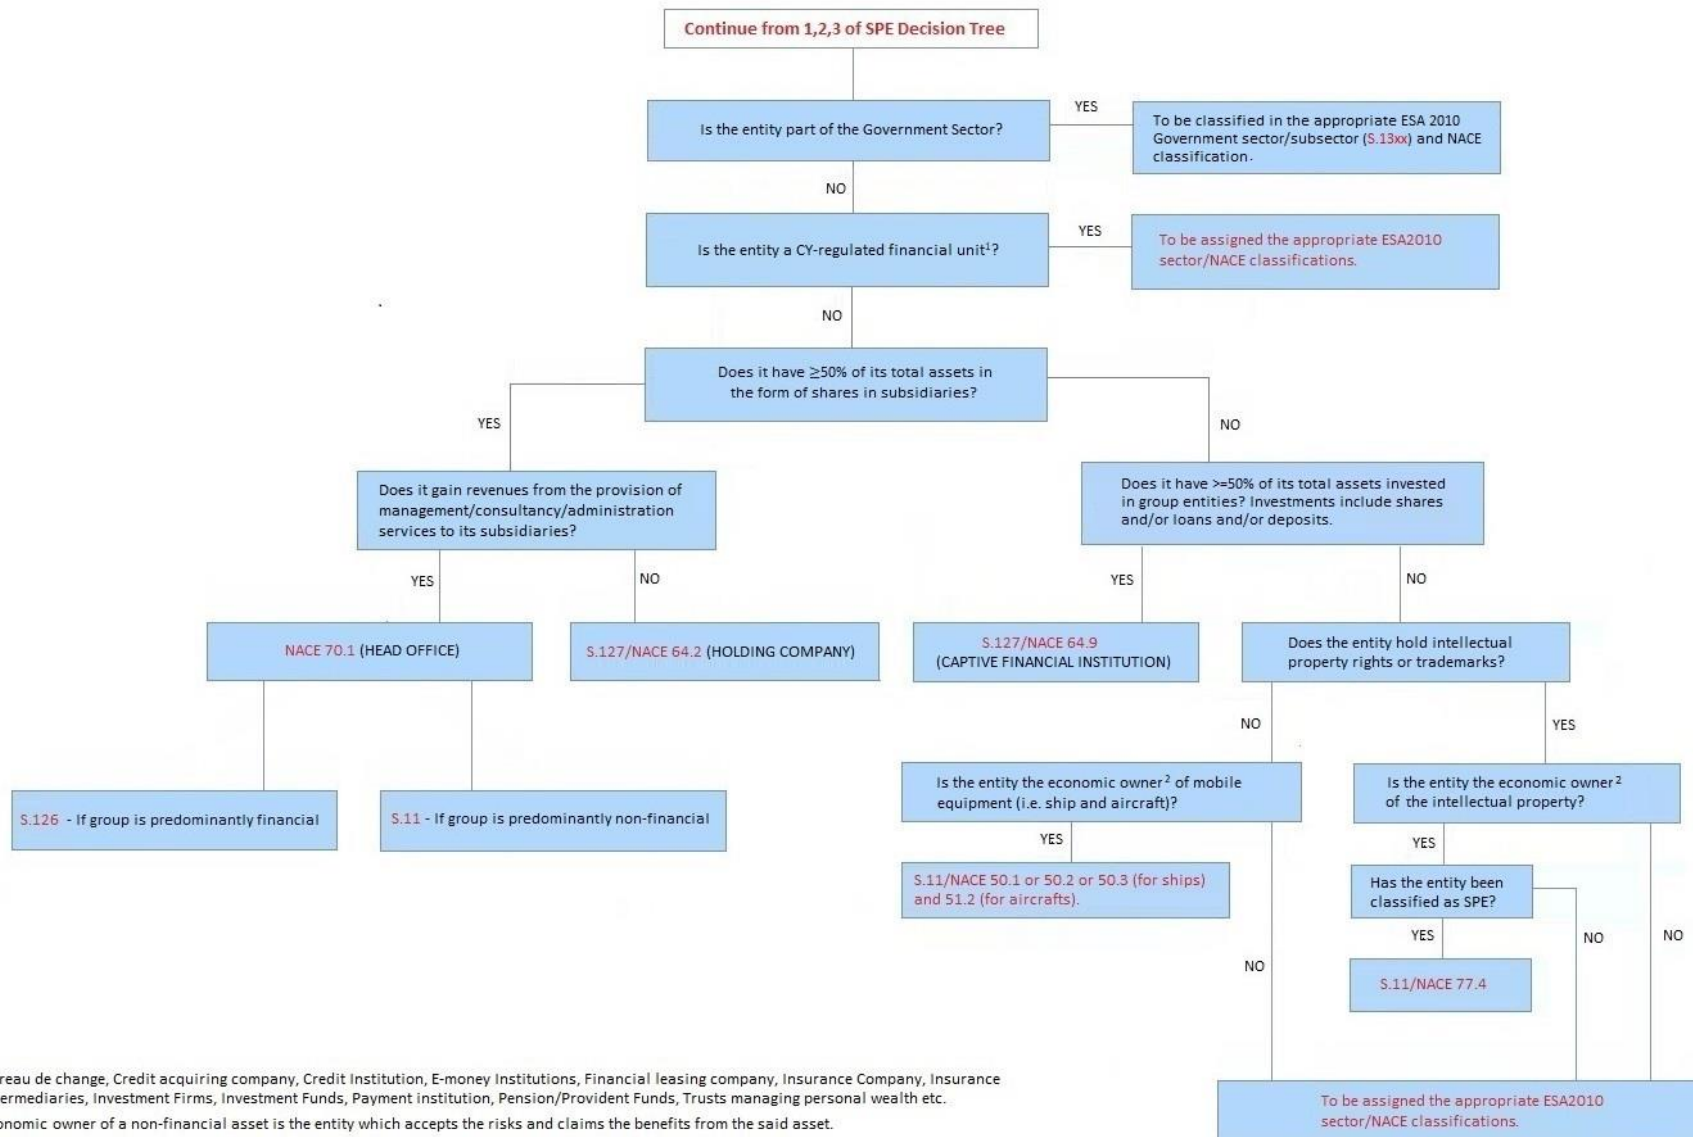 Continue from 1,2,3 of SPE Decision Tree
Is the entity part of the Government Sector?
YES
To be classified in the appropriate ESA 2010
Government sector/subsector (S.13xx) and NACE
classification.
NO
Is the entity a CY-regulated financial unit¹?
YES
To be assigned the appropriate ESA2010
sector/NACE classifications.
NO
Does it have ≥50% of its total assets in
the form of shares in subsidiaries?
YES
NO
Does it gain revenues from the provision of
management/consultancy/administration
services to its subsidiaries?
Does it have >=50% of its total assets invested
in group entities? Investments include shares
and/or loans and/or deposits.
YES
NO
YES
NO
NACE 70.1 (HEAD OFFICE)
S.127/NACE 64.2 (HOLDING COMPANY)
S.127/NACE 64.9
(CAPTIVE FINANCIAL INSTITUTION)
Does the entity hold intellectual
property rights or trademarks?
NO
YES
S.126 - If group is predominantly financial
S.11 - If group is predominantly non-financial
Is the entity the economic owner² of mobile
equipment (i.e. ship and aircraft)?
Is the entity the economic owner²
of the intellectual property?
YES
YES
S.11/NACE 50.1 or 50.2 or 50.3 (for ships)
and 51.2 (for aircrafts).
Has the entity been
classified as SPE?
YES
NO
NO
NO
S.11/NACE 77.4
reau de change, Credit acquiring company, Credit Institution, E-money Institutions, Financial leasing company, Insurance Company, Insurance
ermediaries, Investment Firms, Investment Funds, Payment institution, Pension/Provident Funds, Trusts managing personal wealth etc.
onomic owner of a non-financial asset is the entity which accepts the risks and claims the benefits from the said asset.
To be assigned the appropriate ESA2010
sector/NACE classifications.